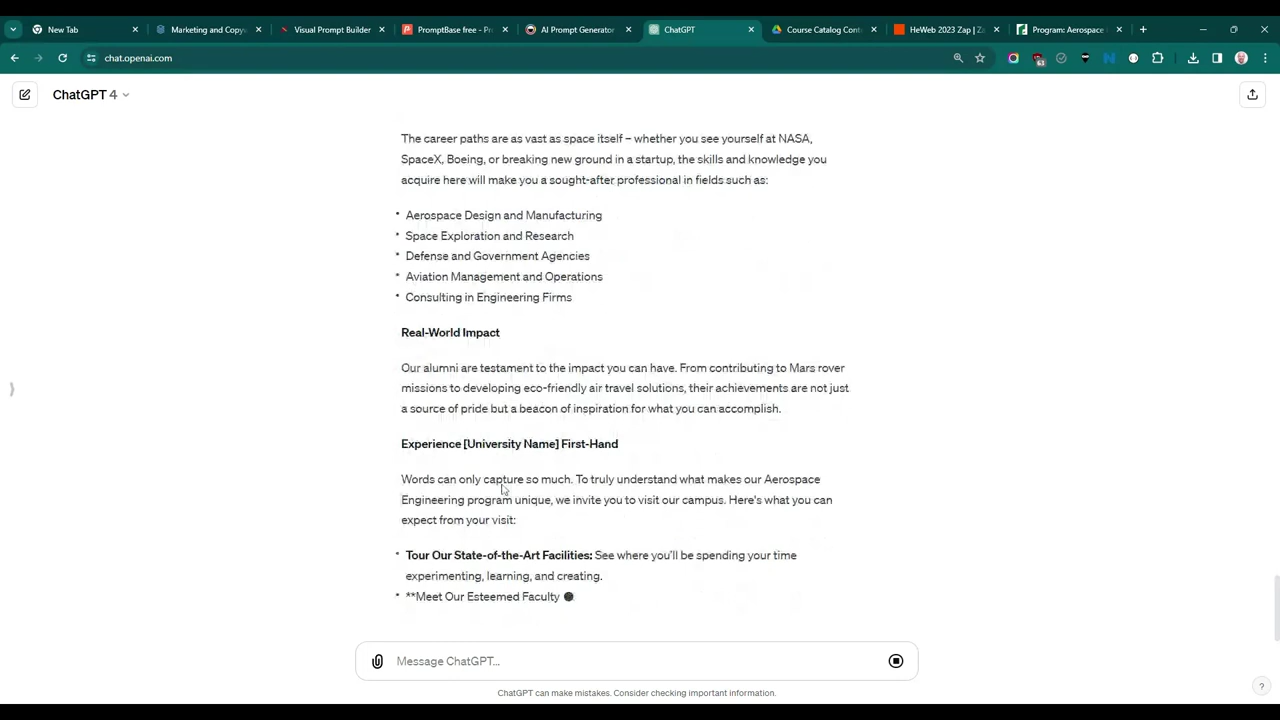 New Tab
Marketing and Copy
Visual Prompt Builder
PromptBase free - Pr
AI Prompt Generator
ChatGPT
Course Catalog Cont
HeWeb 2023 Zap | Za
Program: Aerospace
chat.openai.com
63
ChatGPT 4
The career paths are as vast as space itself – whether you see yourself at NASA,
SpaceX, Boeing, or breaking new ground in a startup, the skills and knowledge you
acquire here will make you a sought-after professional in fields such as:
• Aerospace Design and Manufacturing
• Space Exploration and Research
• Defense and Government Agencies
• Aviation Management and Operations
• Consulting in Engineering Firms
Real-World Impact
Our alumni are testament to the impact you can have. From contributing to Mars rover
missions to developing eco-friendly air travel solutions, their achievements are not just
a source of pride but a beacon of inspiration for what you can accomplish.
Experience [University Name] First-Hand
Words can only capture so much. To truly understand what makes our Aerospace
Engineering program unique, we invite you to visit our campus. Here's what you can
expect from your visit:
• Tour Our State-of-the-Art Facilities: See where you'll be spending your time
experimenting, learning, and creating.
• **Meet Our Esteemed Faculty
Message ChatGPT...
ChatGPT can make mistakes. Consider checking important information.
?